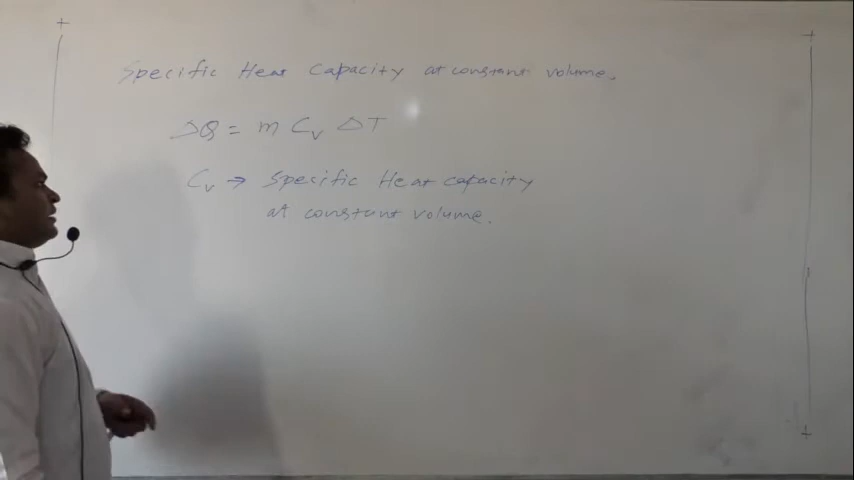 Specific Heat Capacity at constant volume.
ΔQ = m Cᵥ ΔT
Cᵥ → Specific Heat capacity
at constant volume.